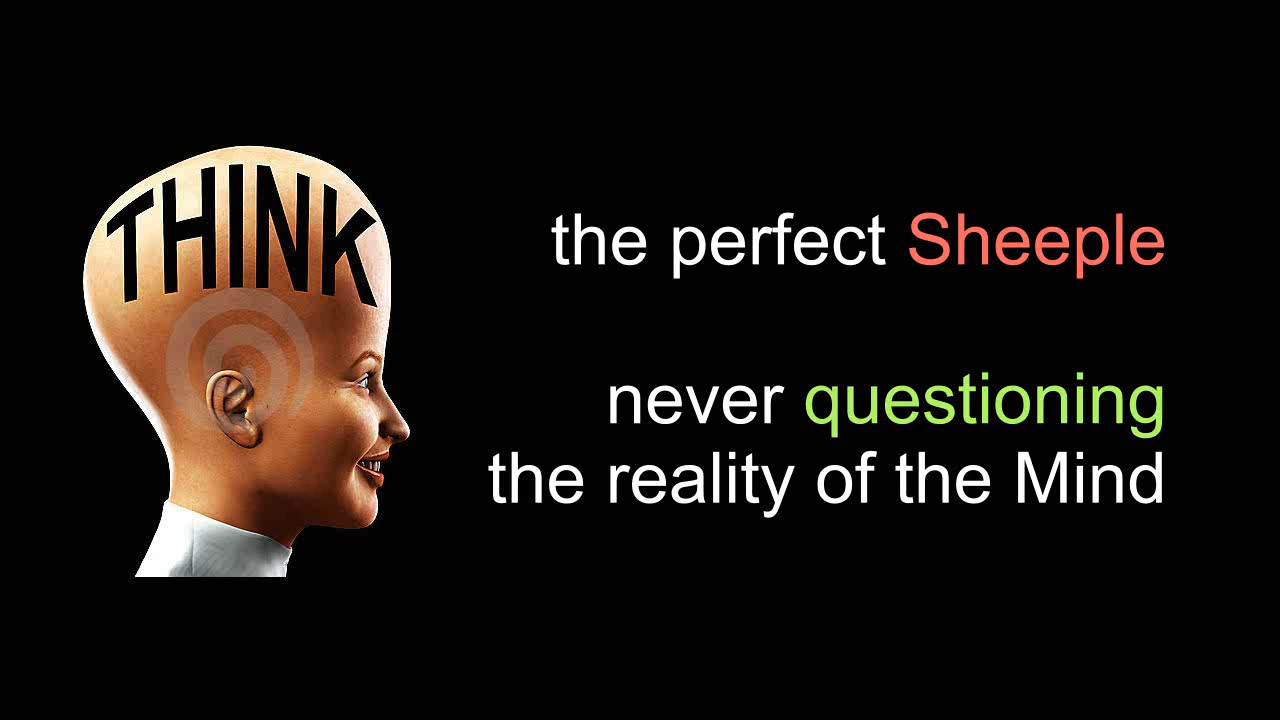 THINK
the perfect Sheeple
never questioning
the reality of the Mind